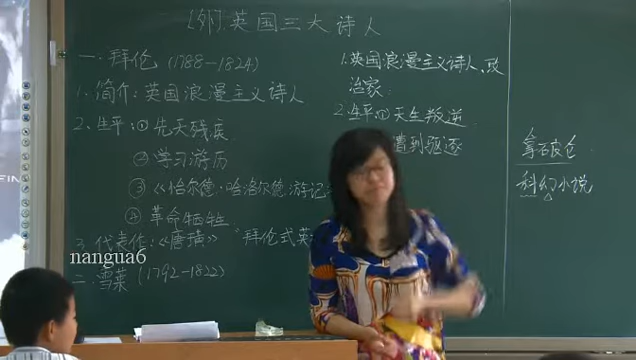 [外]英国三大诗人
一.拜伦 (1788-1824)
1.简介:英国浪漫主义诗人
2.生平:①先天残疾
②学习游历
③《恰尔德·哈洛尔德游记》
④革命牺牲
3.代表作:《唐璜》 "拜伦式英
二.雪莱 (1792-1822)
1.英国浪漫主义诗人、政
治家
2.生平①天生叛逆
遭到驱逐
拿破仑
科幻小说
nangua6